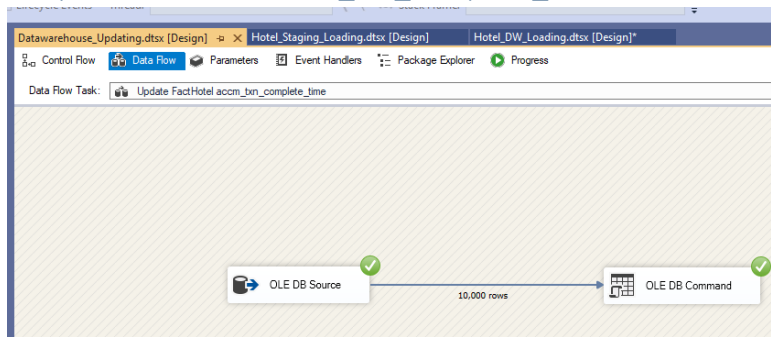 Datawarehouse_Updating.dtsx [Design] Hotel_Staging_Loading.dtsx [Design] Hotel_DW_Loading.dtsx [Design]*
Control Flow Data Flow Parameters Event Handlers Package Explorer Progress
Data Flow Task: Update FactHotel accm_txn_complete_time
OLE DB Source
10,000 rows
OLE DB Command